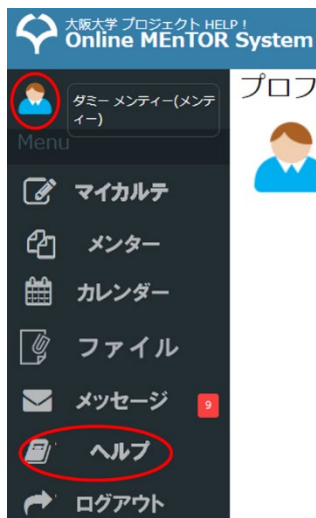 大阪大学 プロジェクト HELP!
Online MEnTOR System
プロフ
ダミー メンティー(メンテ
ィー)
Menu
マイカルテ
メンター
カレンダー
ファイル
メッセージ 9
ヘルプ
ログアウト